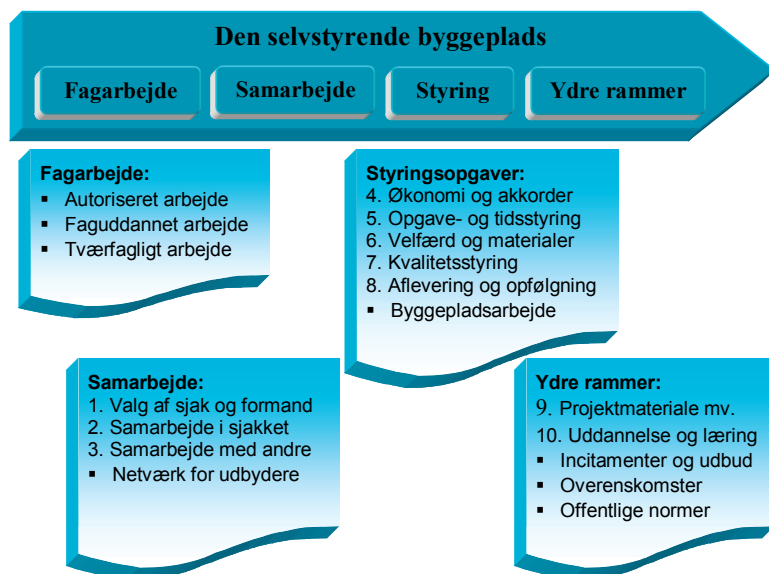 Den selvstyrende byggeplads
Fagarbejde
Samarbejde
Styring
Ydre rammer
Fagarbejde:
▪ Autoriseret arbejde
▪ Faguddannet arbejde
▪ Tværfagligt arbejde
Styringsopgaver:
4. Økonomi og akkorder
5. Opgave- og tidsstyring
6. Velfærd og materialer
7. Kvalitetsstyring
8. Aflevering og opfølgning
▪ Byggepladsarbejde
Samarbejde:
1. Valg af sjak og formand
2. Samarbejde i sjakket
3. Samarbejde med andre
▪ Netværk for udbydere
Ydre rammer:
9. Projektmateriale mv.
10. Uddannelse og læring
▪ Incitamenter og udbud
▪ Overenskomster
▪ Offentlige normer